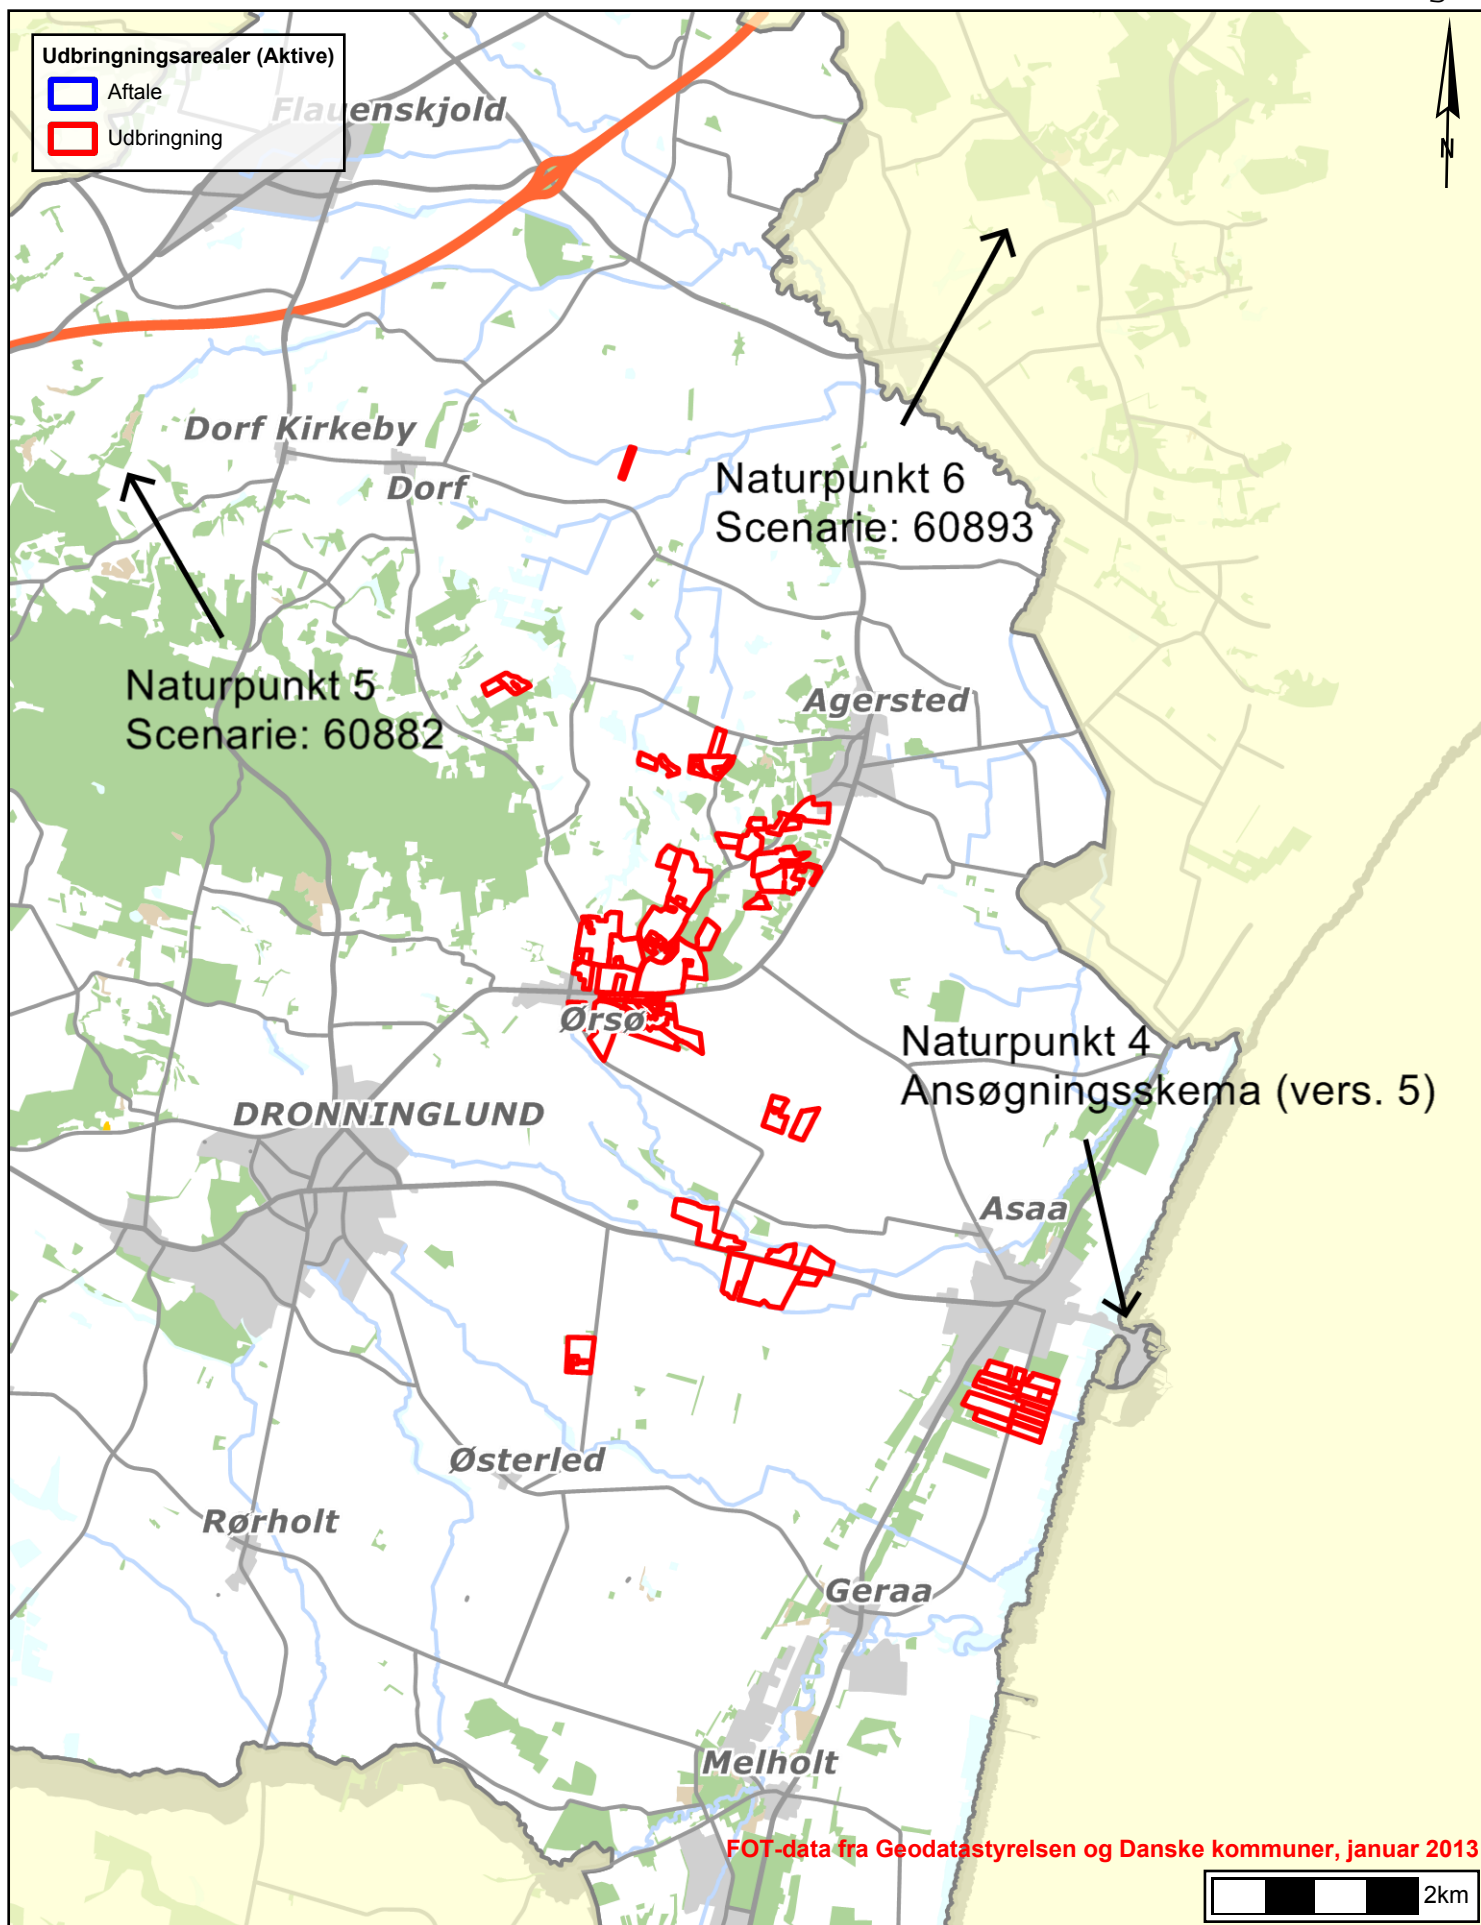 Udbringningsarealer (Aktive)
Aftale
Udbringning
Flauenskjold
N
Dorf Kirkeby
Dorf
Naturpunkt 6
Scenarie: 60893
Naturpunkt 5
Scenarie: 60882
Agersted
Ørsø
Naturpunkt 4
Ansøgningsskema (vers. 5)
DRONNINGLUND
Asaa
Østerled
Rørholt
Geraa
Melholt
FOT-data fra Geodatastyrelsen og Danske kommuner, januar 2013
2km